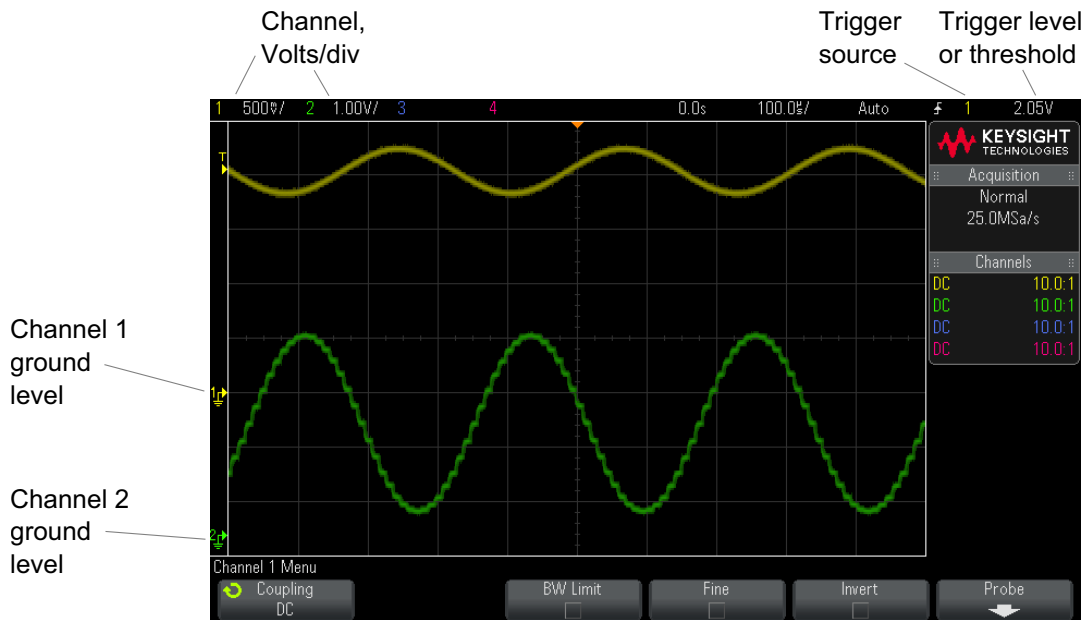 Channel,
Volts/div
Trigger
source
Trigger level
or threshold
1 500mV/ 2 1.00V/ 3 4 0.0s 100.0µs/ Auto 1 2.05V
T
KEYSIGHT
TECHNOLOGIES
Acquisition
Normal
25.0MSa/s
Channels
DC 10.0:1
DC 10.0:1
DC 10.0:1
DC 10.0:1
Channel 1
ground
level
1
Channel 2
ground
level
2
Channel 1 Menu
Coupling
DC
BW Limit
Fine
Invert
Probe